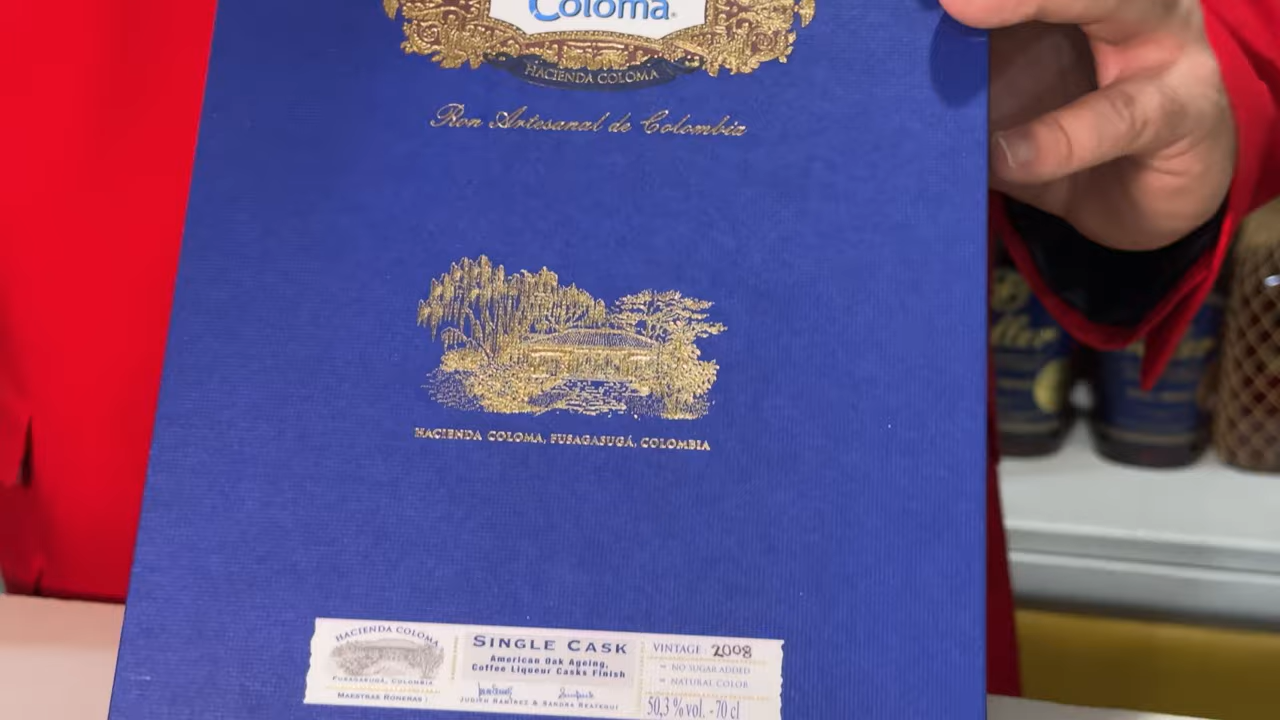 Coloma
HACIENDA COLOMA
Ron Artesanal de Colombia
HACIENDA COLOMA, FUSAGASUGÁ, COLOMBIA
HACIENDA COLOMA
FUSAGASUGÁ, COLOMBIA
MAESTRAS RONERAS :
SINGLE CASK
American Oak Ageing,
Coffee Liqueur Casks Finish
JUDITH RAMÍREZ & SANDRA REATEGUI
VINTAGE : 2008
NO SUGAR ADDED
NATURAL COLOR
50,3 % vol. - 70 cl